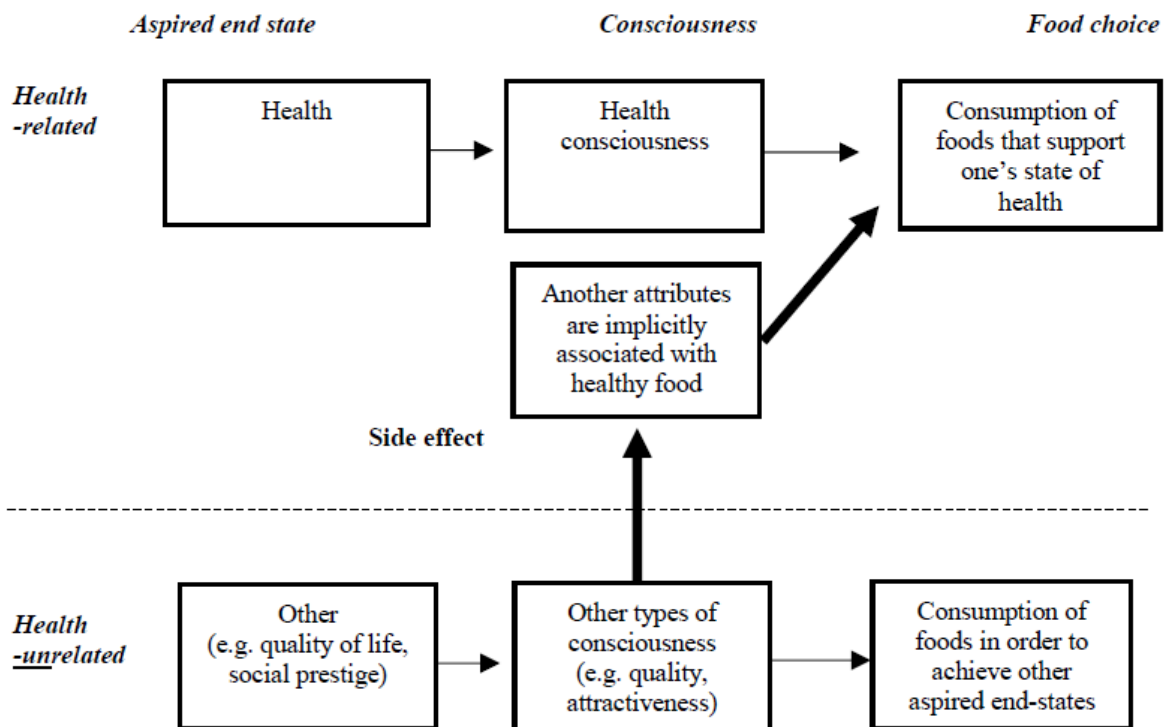 Aspired end state
Consciousness
Food choice
Health
-related
Health
Health
consciousness
Consumption of
foods that support
one's state of
health
Another attributes
are implicitly
associated with
healthy food
Side effect
Health
-unrelated
Other
(e.g. quality of life,
social prestige)
Other types of
consciousness
(e.g. quality,
attractiveness)
Consumption of
foods in order to
achieve other
aspired end-states